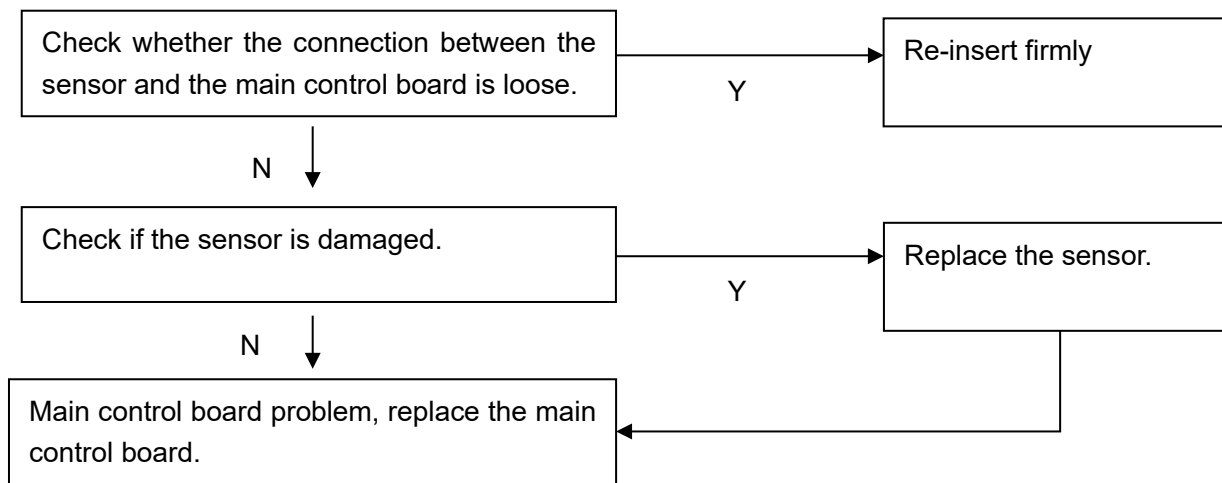 Check whether the connection between the
sensor and the main control board is loose.
Y
Re-insert firmly
N
Check if the sensor is damaged.
Y
Replace the sensor.
N
Main control board problem, replace the main
control board.